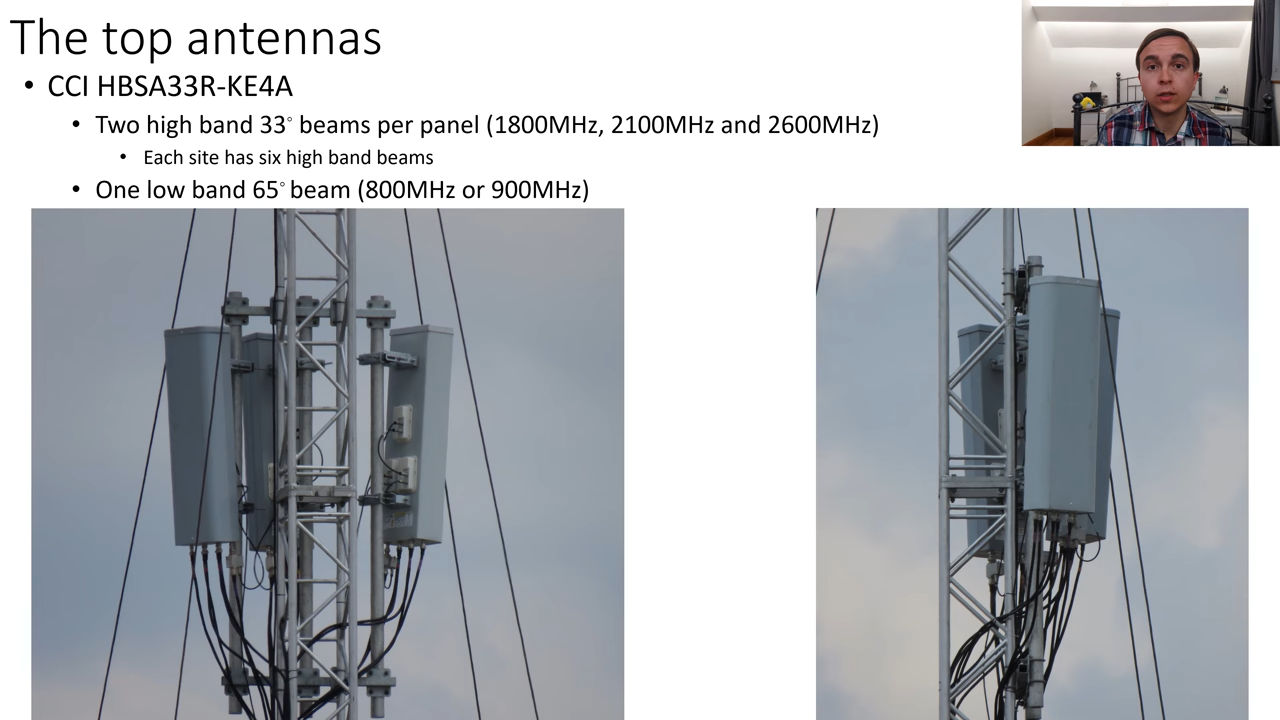 The top antennas
• CCI HBSA33R-KE4A
• Two high band 33° beams per panel (1800MHz, 2100MHz and 2600MHz)
• Each site has six high band beams
• One low band 65° beam (800MHz or 900MHz)